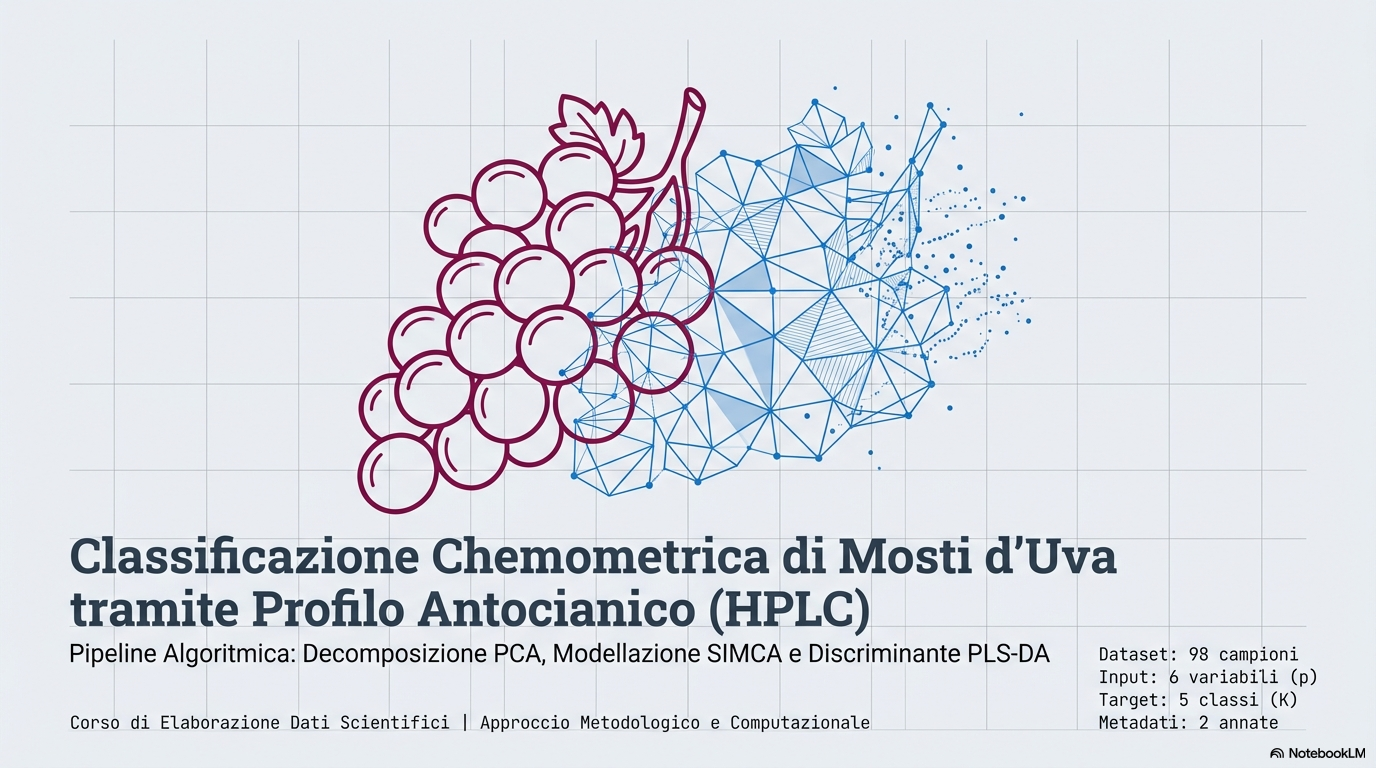 Classificazione Chemometrica di Mosti d’Uva
tramite Profilo Antocianico (HPLC)
Pipeline Algoritmica: Decomposizione PCA, Modellazione SIMCA e Discriminante PLS-DA
Corso di Elaborazione Dati Scientifici | Approccio Metodologico e Computazionale
Dataset: 98 campioni
Input: 6 variabili (p)
Target: 5 classi (K)
Metadati: 2 annate
NotebookLM